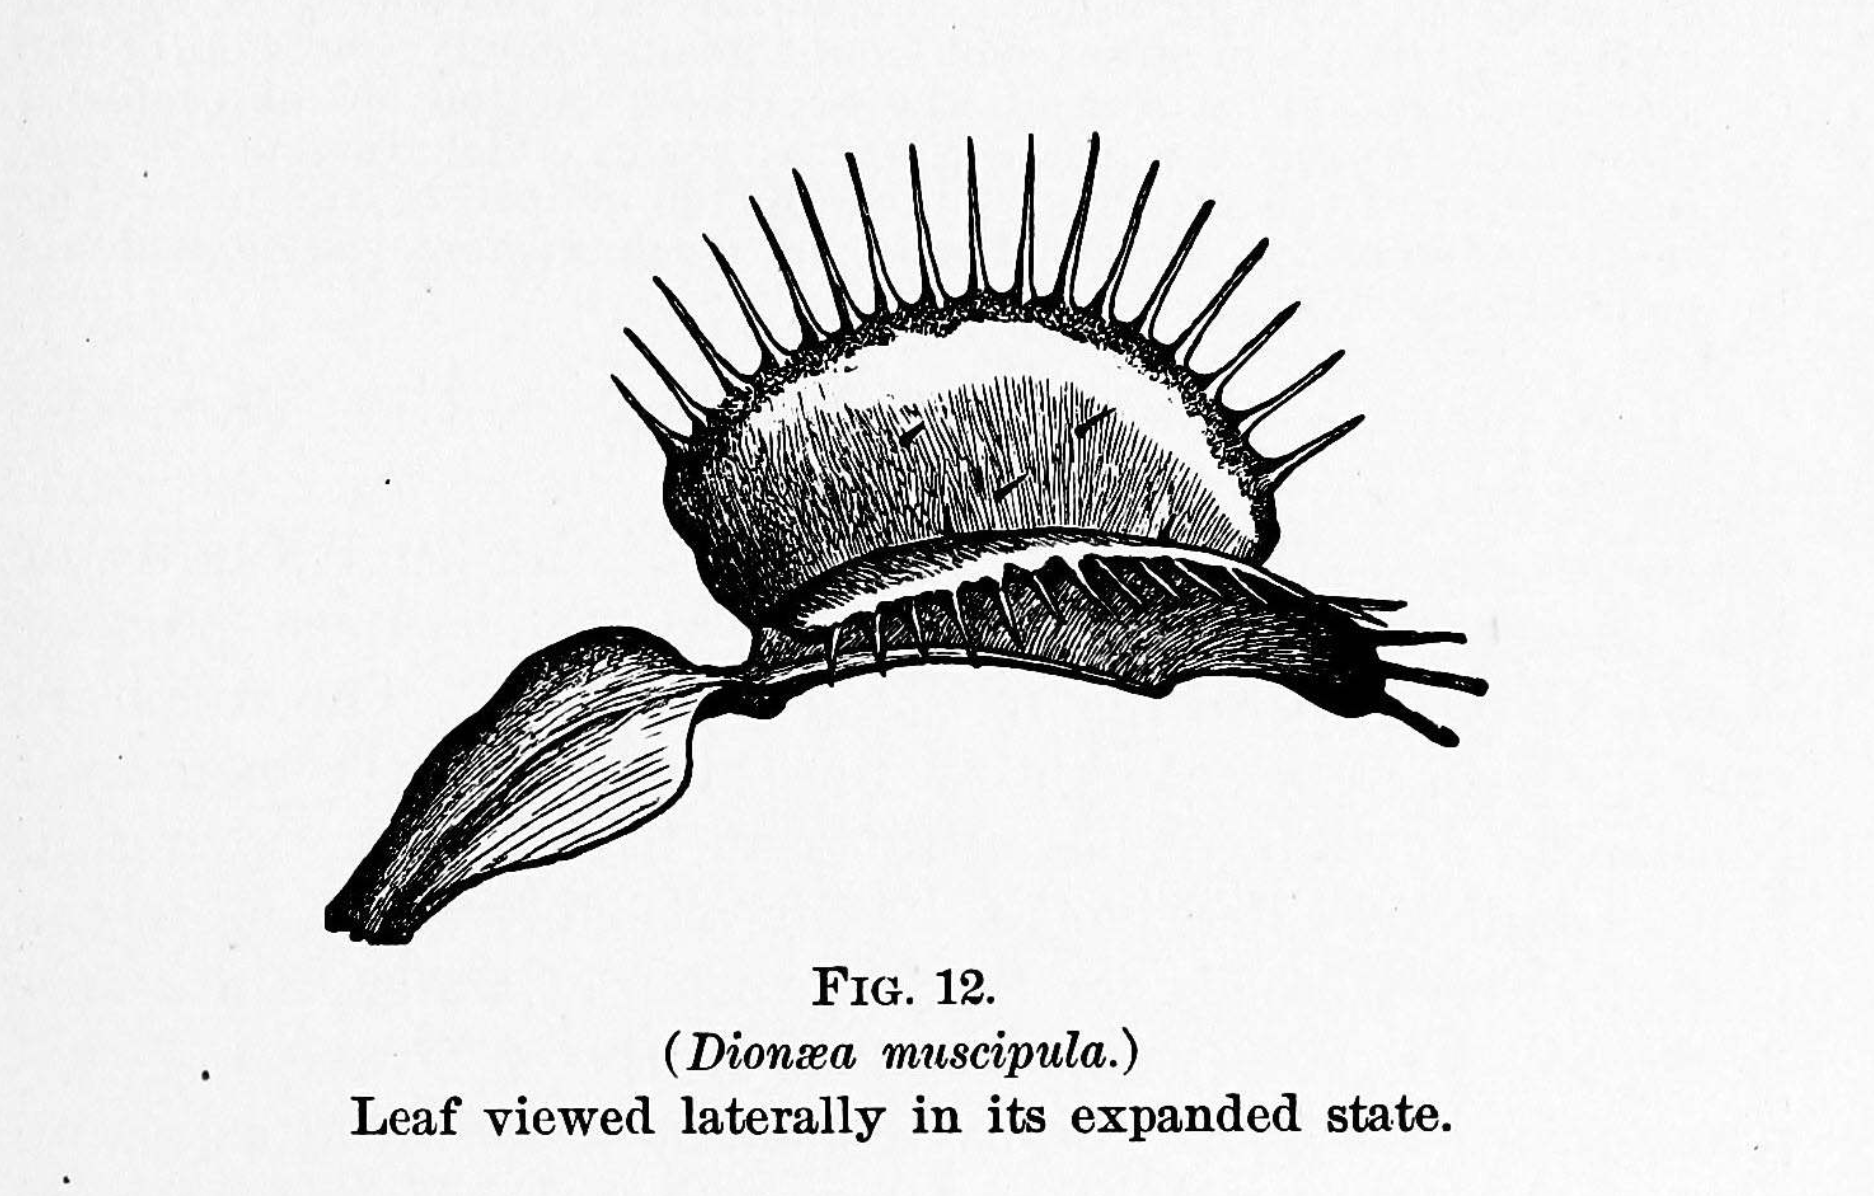 FIG. 12.
(Dionæa muscipula.)
Leaf viewed laterally in its expanded state.